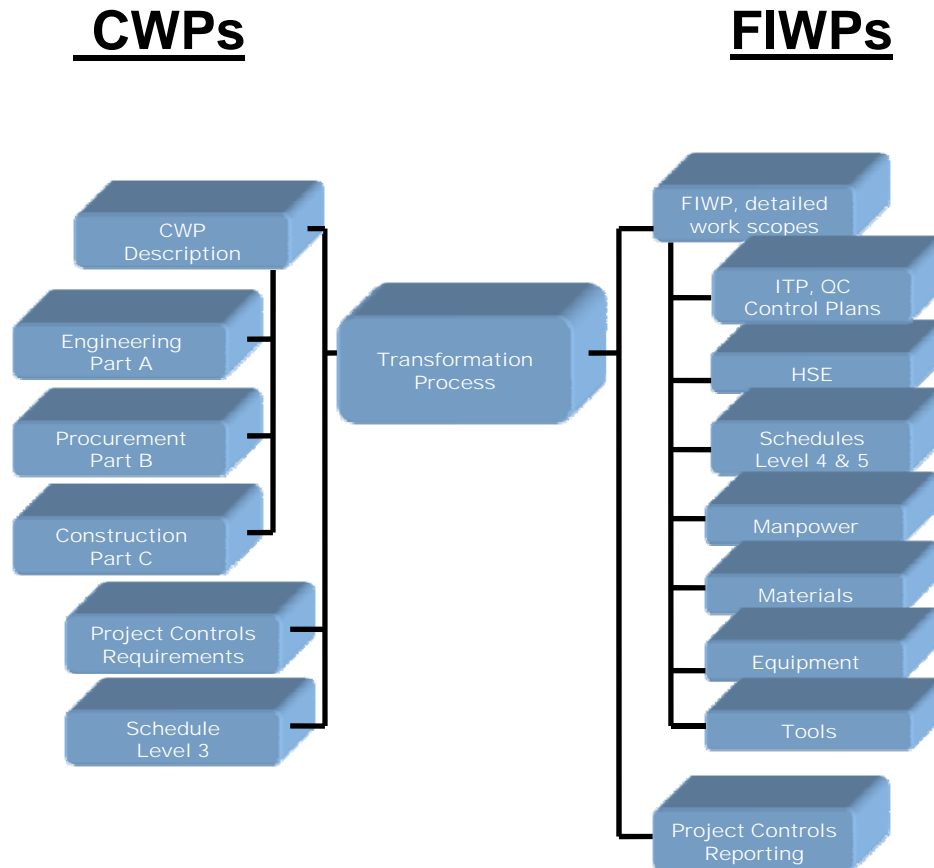 CWPs
FIWPs
CWP
Description
Engineering
Part A
Procurement
Part B
Construction
Part C
Project Controls
Requirements
Schedule
Level 3
Transformation
Process
FIWP, detailed
work scopes
ITP, QC
Control Plans
HSE
Schedules
Level 4 & 5
Manpower
Materials
Equipment
Tools
Project Controls
Reporting